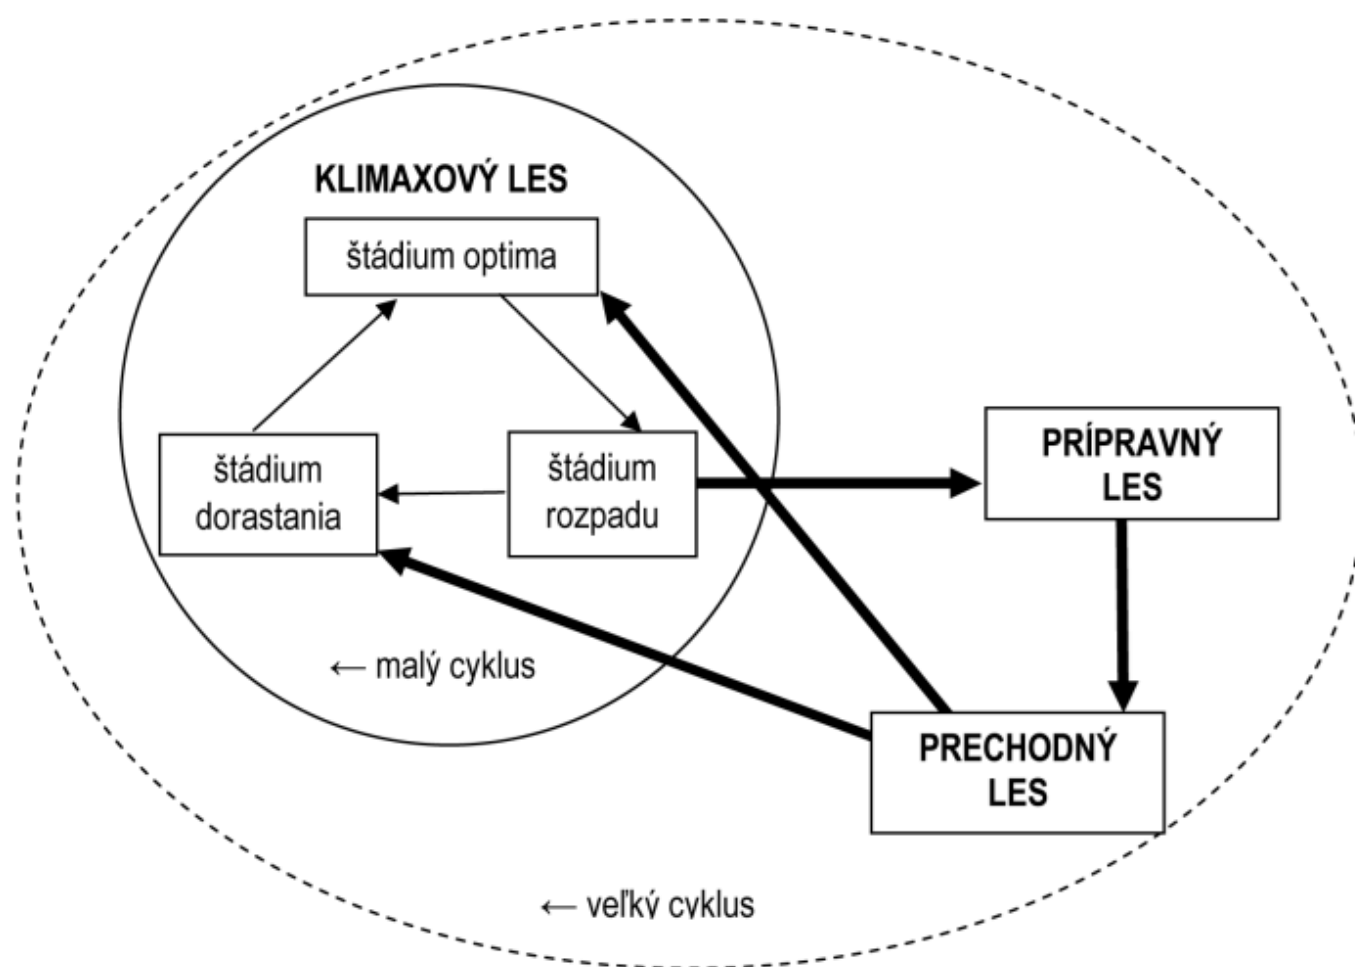 KLIMAXOVÝ LES
štádium optima
štádium
dorastania
štádium
rozpadu
PRÍPRAVNÝ
LES
← malý cyklus
PRECHODNÝ
LES
← veľký cyklus